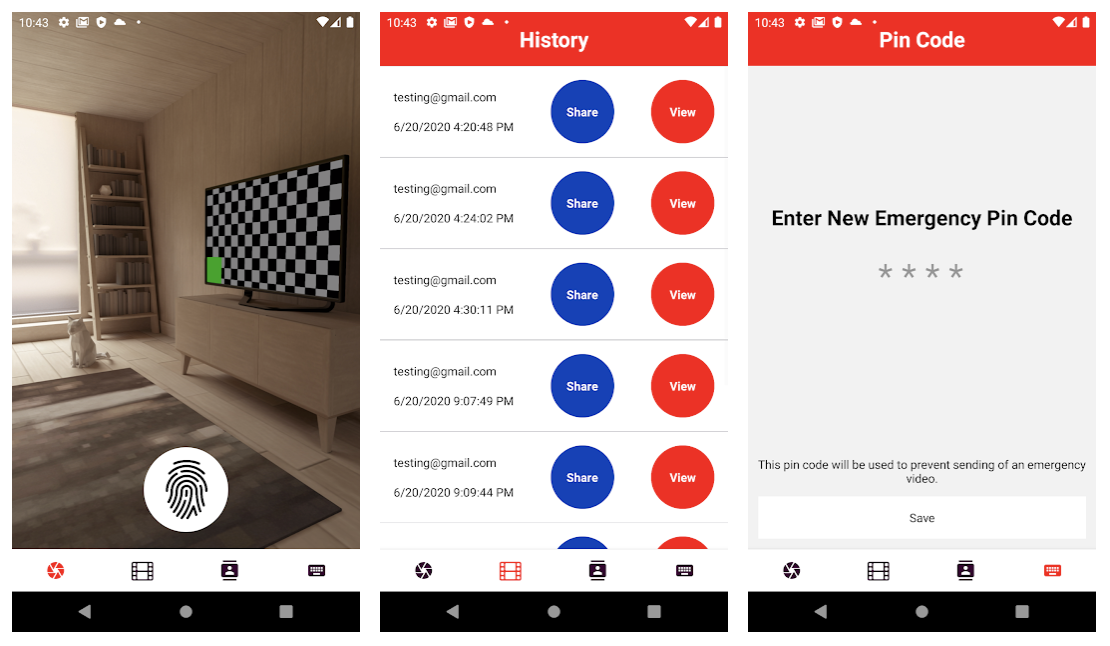 10:43
10:43
History
testing@gmail.com
6/20/2020 4:20:48 PM
Share
View
testing@gmail.com
6/20/2020 4:24:02 PM
Share
View
testing@gmail.com
6/20/2020 4:30:11 PM
Share
View
testing@gmail.com
6/20/2020 9:07:49 PM
Share
View
testing@gmail.com
6/20/2020 9:09:44 PM
Share
View
10:43
Pin Code
Enter New Emergency Pin Code
* * * *
This pin code will be used to prevent sending of an emergency
video.
Save